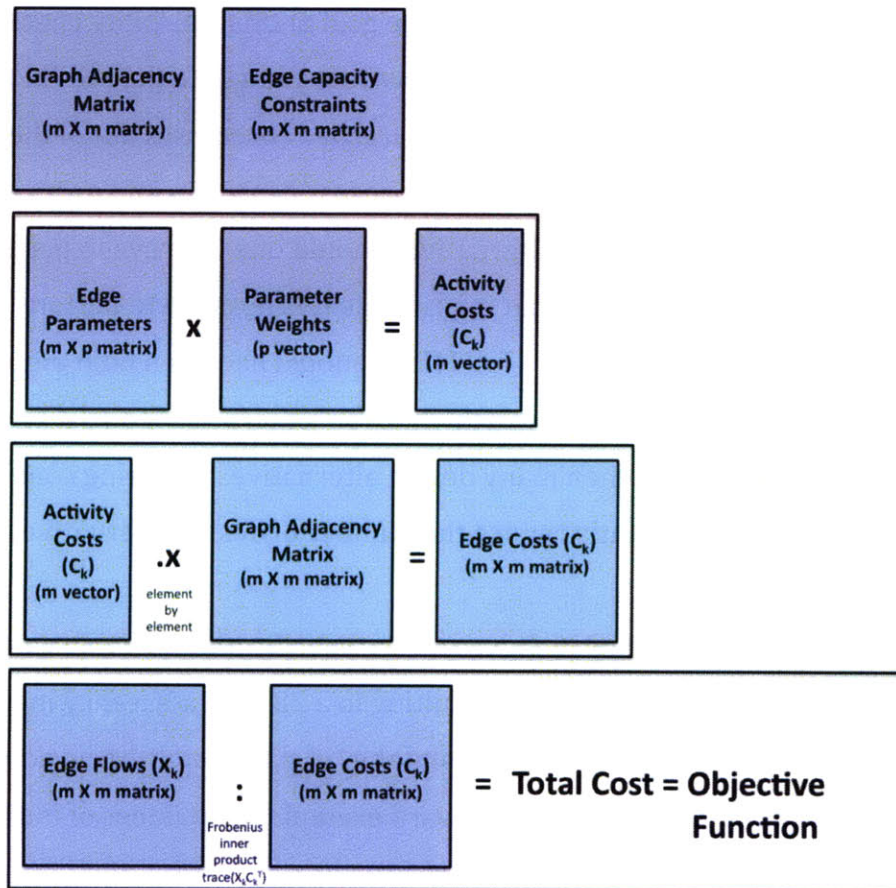 Graph Adjacency
Matrix
(m X m matrix)
Edge Capacity
Constraints
(m X m matrix)
Edge
Parameters
(m X p matrix)
x
Parameter
Weights
(p vector)
=
Activity
Costs
(Cₖ)
(m vector)
Activity
Costs
(Cₖ)
(m vector)
.x
element
by
element
Graph Adjacency
Matrix
(m X m matrix)
=
Edge Costs (Cₖ)
(m X m matrix)
Edge Flows (Xₖ)
(m X m matrix)
:
Frobenius
inner
product
trace(XₖCₖᵀ)
Edge Costs (Cₖ)
(m X m matrix)
= Total Cost = Objective
Function